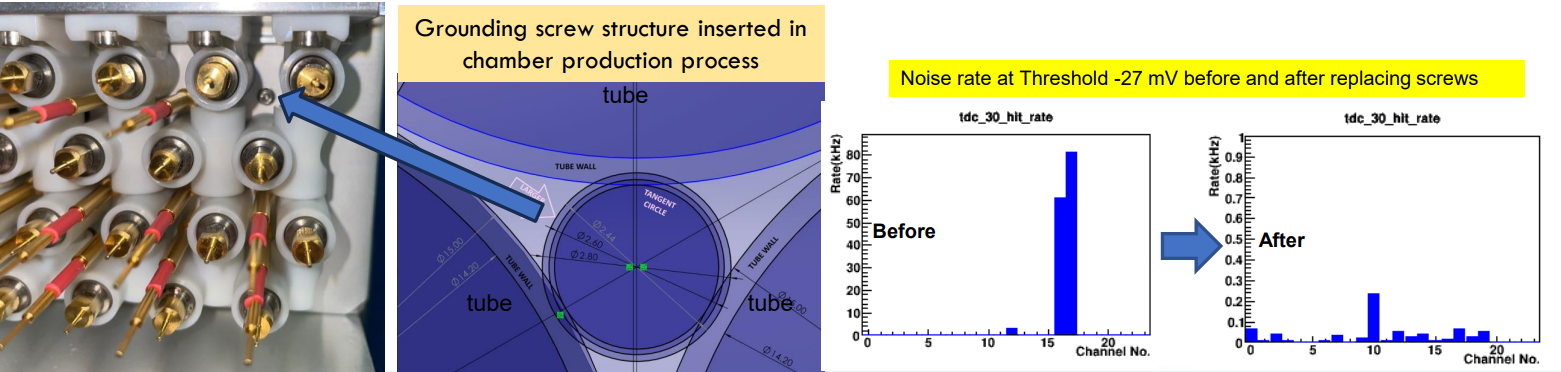 Grounding screw structure inserted in
chamber production process
tube
TUBE WALL
LARGER
TANGENT
CIRCLE
Ø2.44
Ø2.60
Ø2.80
Ø15.00
Ø14.20
TUBE WALL
TUBE WALL
tube
tube
Ø14.20
Noise rate at Threshold -27 mV before and after replacing screws
tdc_30_hit_rate
Rate(kHz)
80
70
60
50
40
30
20
10
0
Before
0
5
10
15
20
Channel No.
tdc_30_hit_rate
Rate(kHz)
1
0.9
0.8
0.7
0.6
0.5
0.4
0.3
0.2
0.1
0
After
0
5
10
15
20
Channel No.